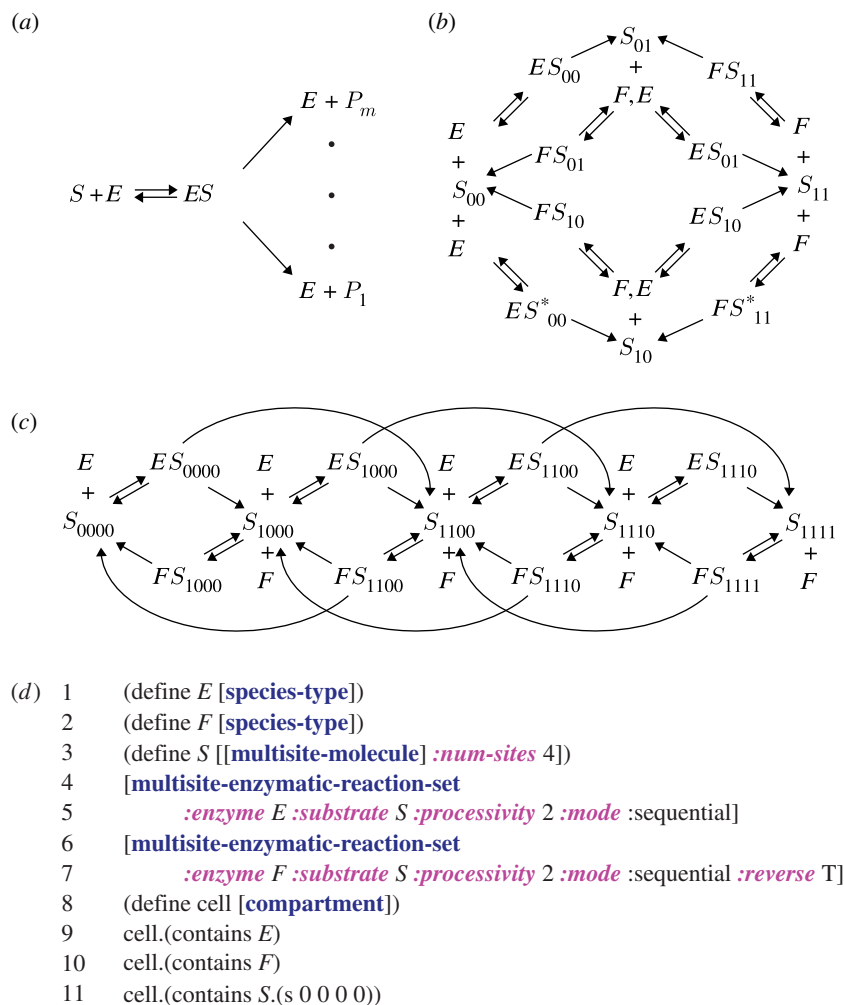 (a)
E + P_m
S + E ⇌ ES
E + P_1
(b)
S_01
+
ES_00 FS_11
F, E
E F
+ FS_01 ES_01 +
S_00 S_11
+ FS_10 ES_10 +
E F
F, E
ES*_00 + FS*_11
S_10
(c)
E ES_0000 E ES_1000 E ES_1100 E ES_1110
+ + + +
S_0000 S_1000 S_1100 S_1110 S_1111
+ + + +
FS_1000 F FS_1100 F FS_1110 F FS_1111 F
(d) 1 (define E [species-type])
2 (define F [species-type])
3 (define S [[multisite-molecule] :num-sites 4])
4 [multisite-enzymatic-reaction-set
5 :enzyme E :substrate S :processivity 2 :mode :sequential]
6 [multisite-enzymatic-reaction-set
7 :enzyme F :substrate S :processivity 2 :mode :sequential :reverse T]
8 (define cell [compartment])
9 cell.(contains E)
10 cell.(contains F)
11 cell.(contains S.(s 0 0 0 0))